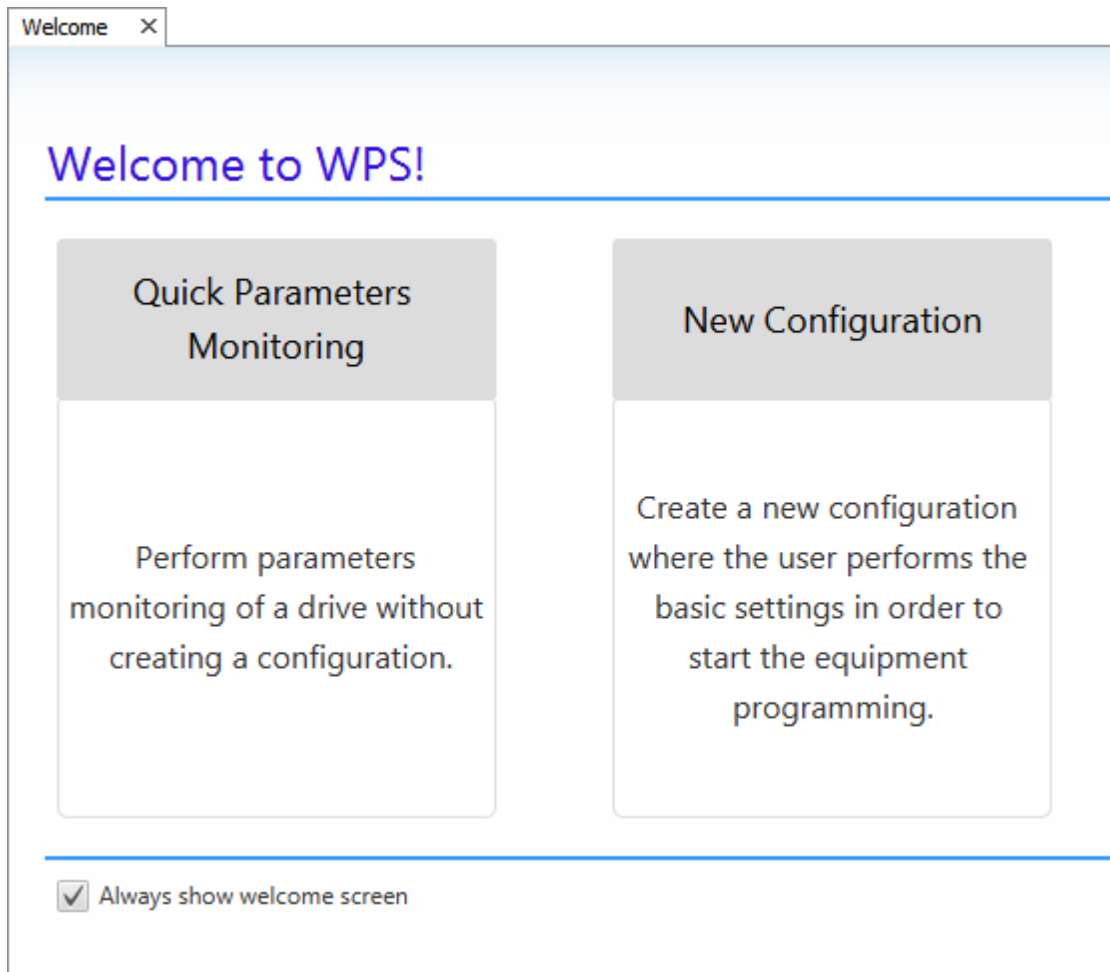 Welcome
Welcome to WPS!
Quick Parameters
Monitoring
Perform parameters
monitoring of a drive without
creating a configuration.
New Configuration
Create a new configuration
where the user performs the
basic settings in order to
start the equipment
programming.
Always show welcome screen